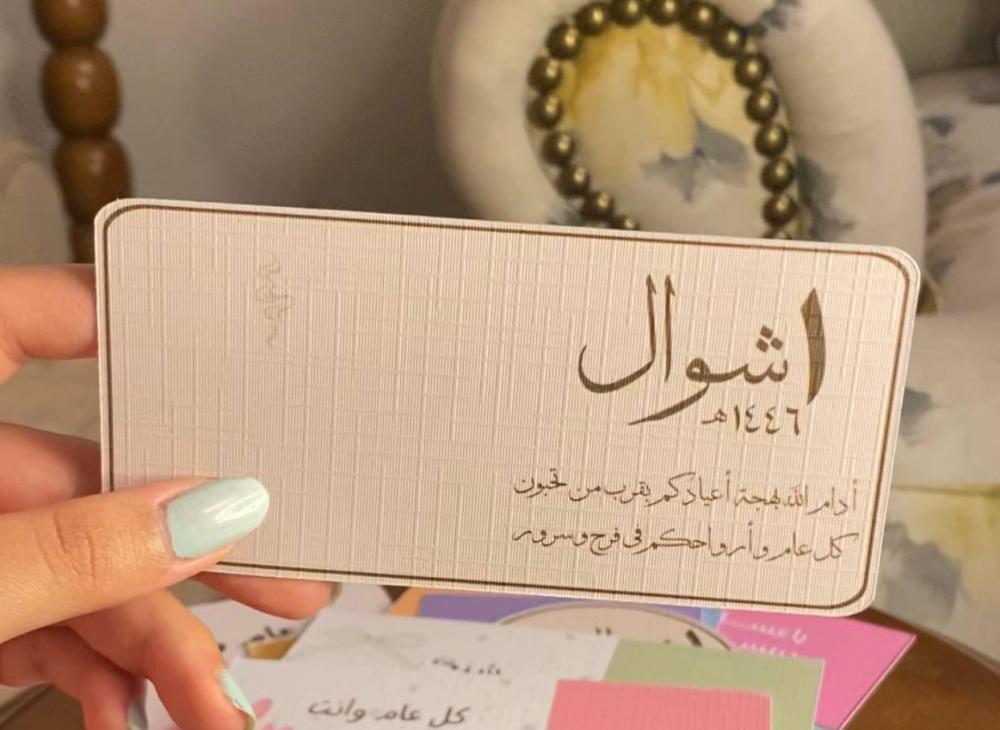 ١ شوال
١٤٤٦هـ
أدام الله بهجة أعيادكم بقرب من تحبون
كل عام وأرواحكم في فرح وسرور
عام
كل عام وانت